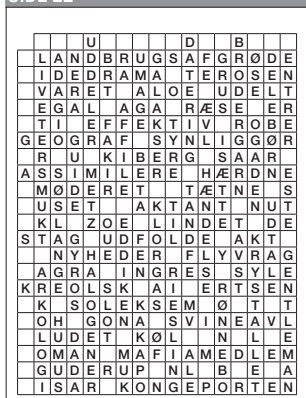 U D B
LANDBRUGSAFGRØDE
IDEDRAMA TEROSEN
VARET ALOE UDELT
EGAL AGA RÆSE ER
TI EFFEKTIV ROBE
GEOGRAF SYNLIGGØR
R U KIBERG SAAR
ASSIMILERE HÆRDNE
MØDERET TÆTNE S
USET AKTANT NUT
KL ZOE LINDET DE
STAG UDFOLDE AKT
NYHEDER FLYVRAG
AGRA INGRES SYLE
KREOLSK AI ERTSEN
K SOLEKSEM Ø T T
OH GONA SVINEAVL
LUDET KØL N L E
OMAN MAFIAMEDLEM
GUDERUP NL B E A
ISAR KONGEPORTEN